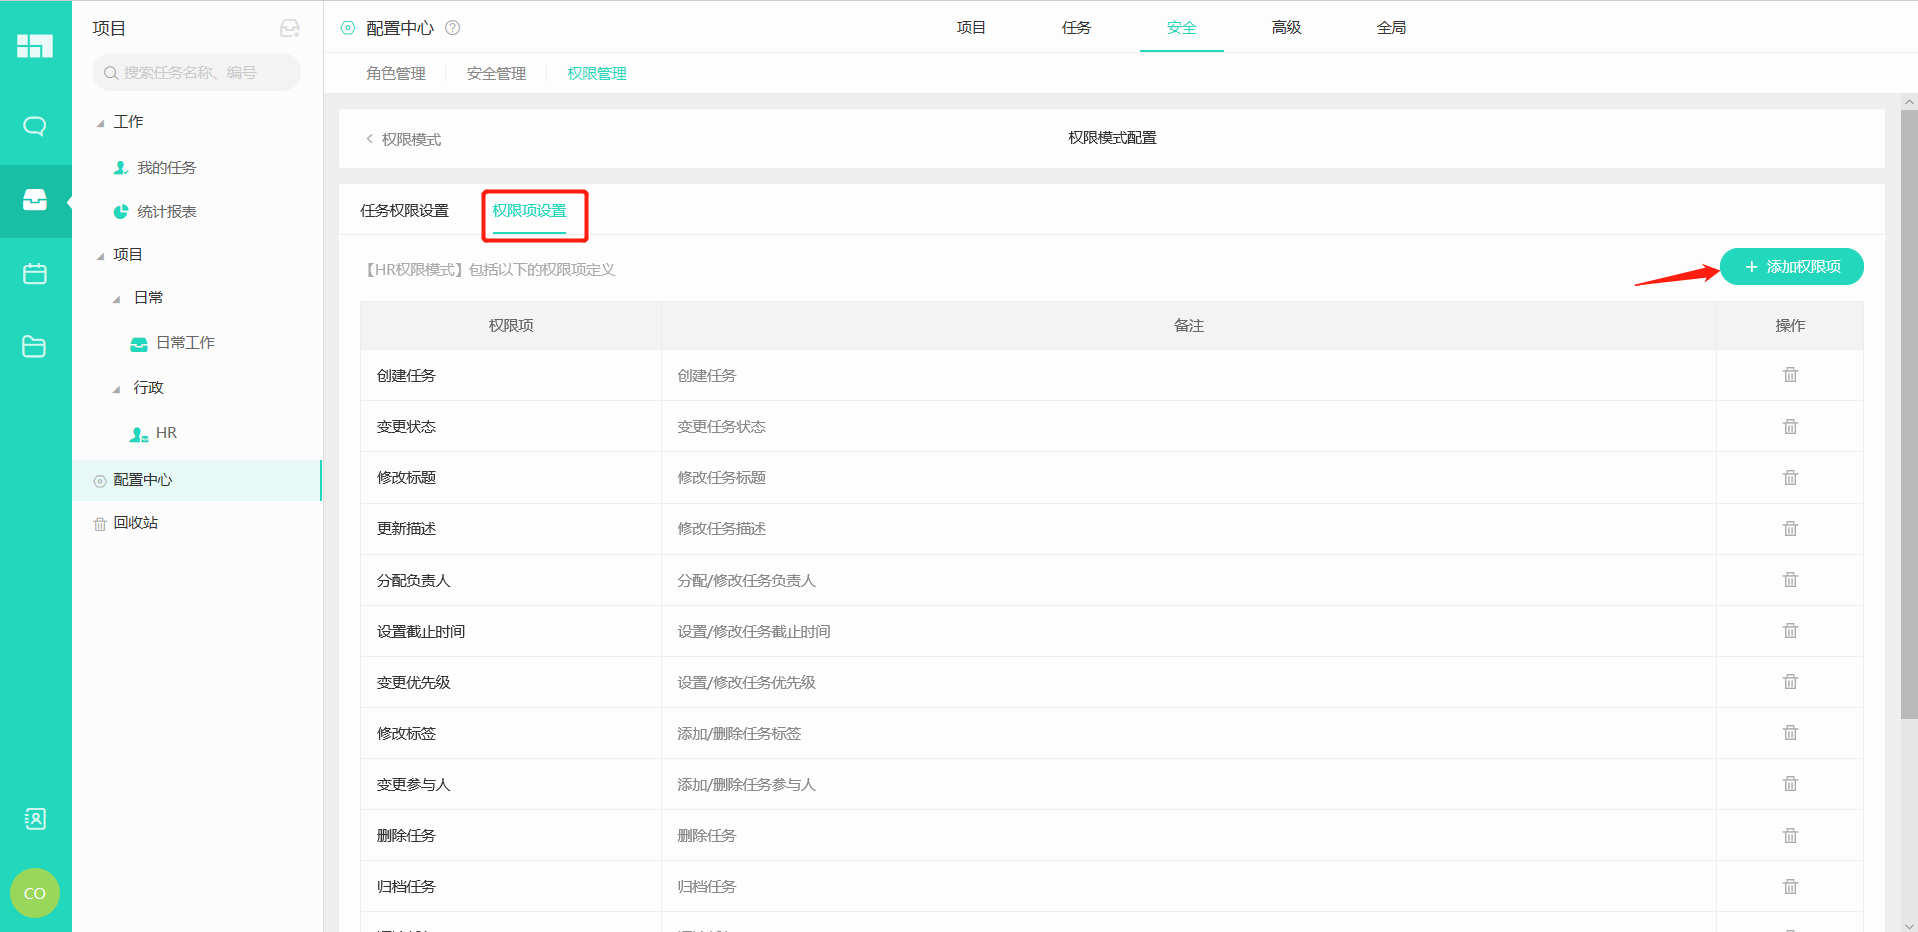 项目
搜索任务名称、编号
工作
我的任务
统计报表
项目
日常
日常工作
行政
HR
配置中心
回收站
CO
配置中心
项目 任务 安全 高级 全局
角色管理 安全管理 权限管理
权限模式
权限模式配置
任务权限设置 权限项设置
【HR权限模式】包括以下的权限项定义
+ 添加权限项
权限项 备注 操作
创建任务 创建任务
变更状态 变更任务状态
修改标题 修改任务标题
更新描述 修改任务描述
分配负责人 分配/修改任务负责人
设置截止时间 设置/修改任务截止时间
变更优先级 设置/修改任务优先级
修改标签 添加/删除任务标签
变更参与人 添加/删除任务参与人
删除任务 删除任务
归档任务 归档任务